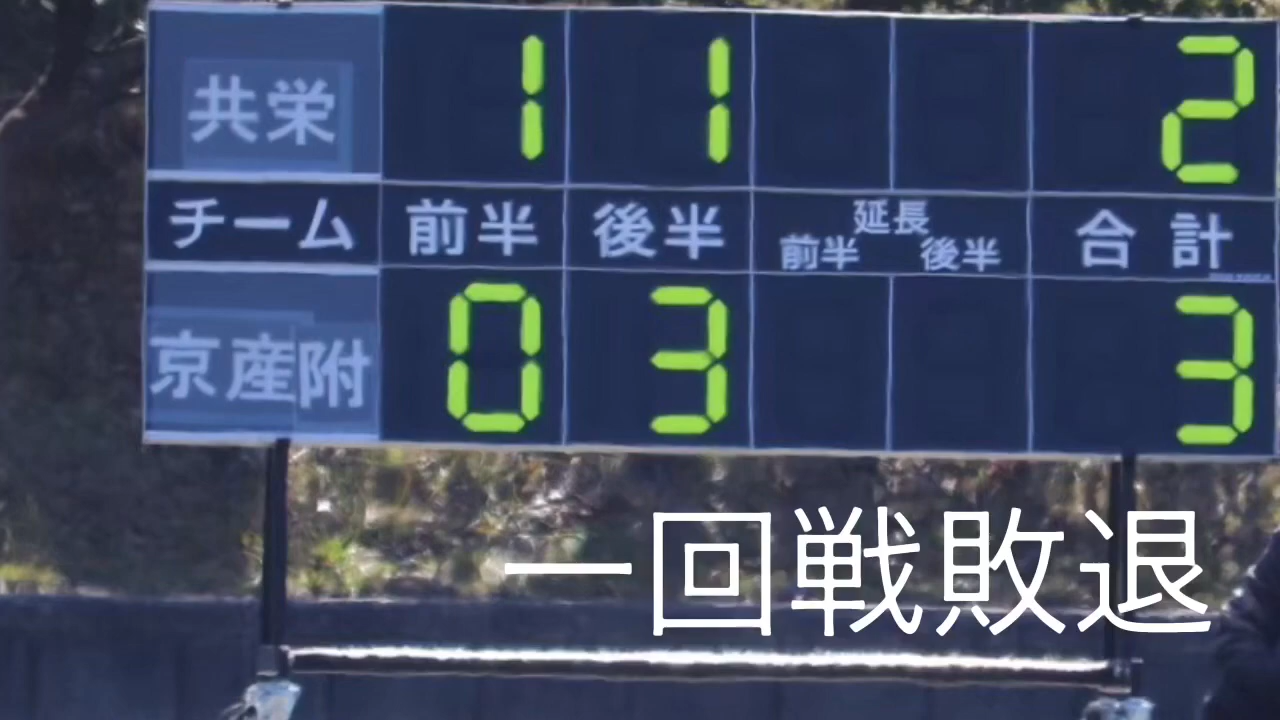 共栄 1 1 2
チーム 前半 後半 延長 前半 後半 合計
京産附 0 3 3
一回戦敗退